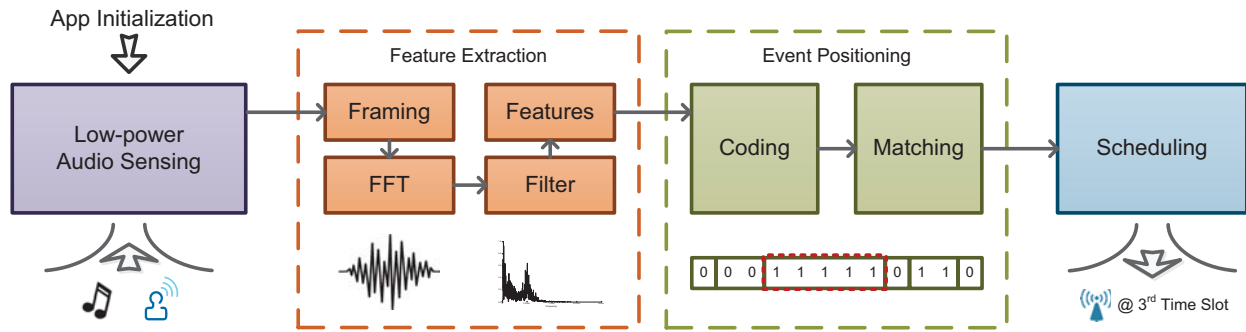 App Initialization
Low-power
Audio Sensing
Feature Extraction
Framing
Features
FFT
Filter
Event Positioning
Coding
Matching
0 0 0 1 1 1 1 1 0 1 1 0
Scheduling
@ 3rd Time Slot